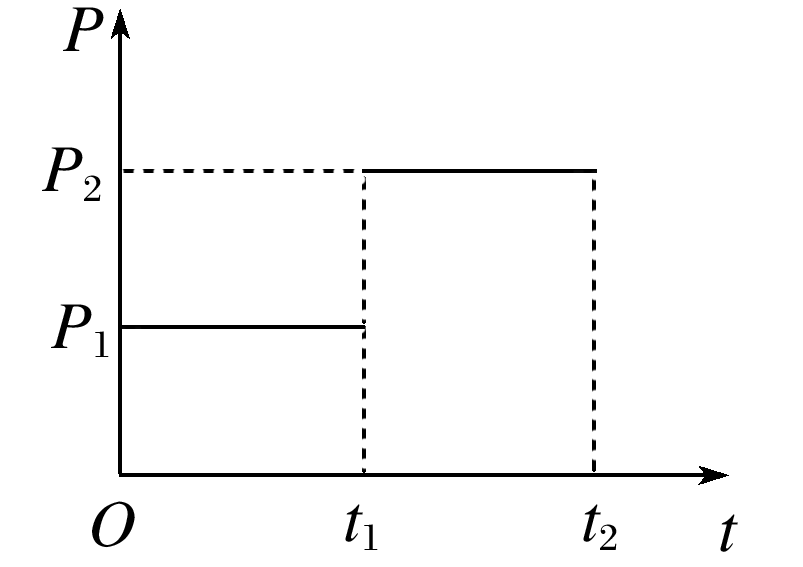 P
P₂
P₁
O t₁ t₂ t